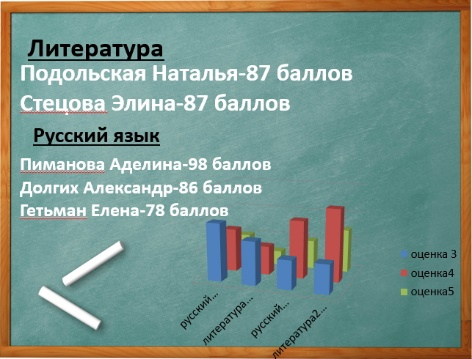 Литература
Подольская Наталья-87 баллов
Стецова Элина-87 баллов
Русский язык
Пиманова Аделина-98 баллов
Долгих Александр-86 баллов
Гетьман Елена-78 баллов
оценка 3
оценка4
оценка5
русский...
литература...
русский...
литература2...